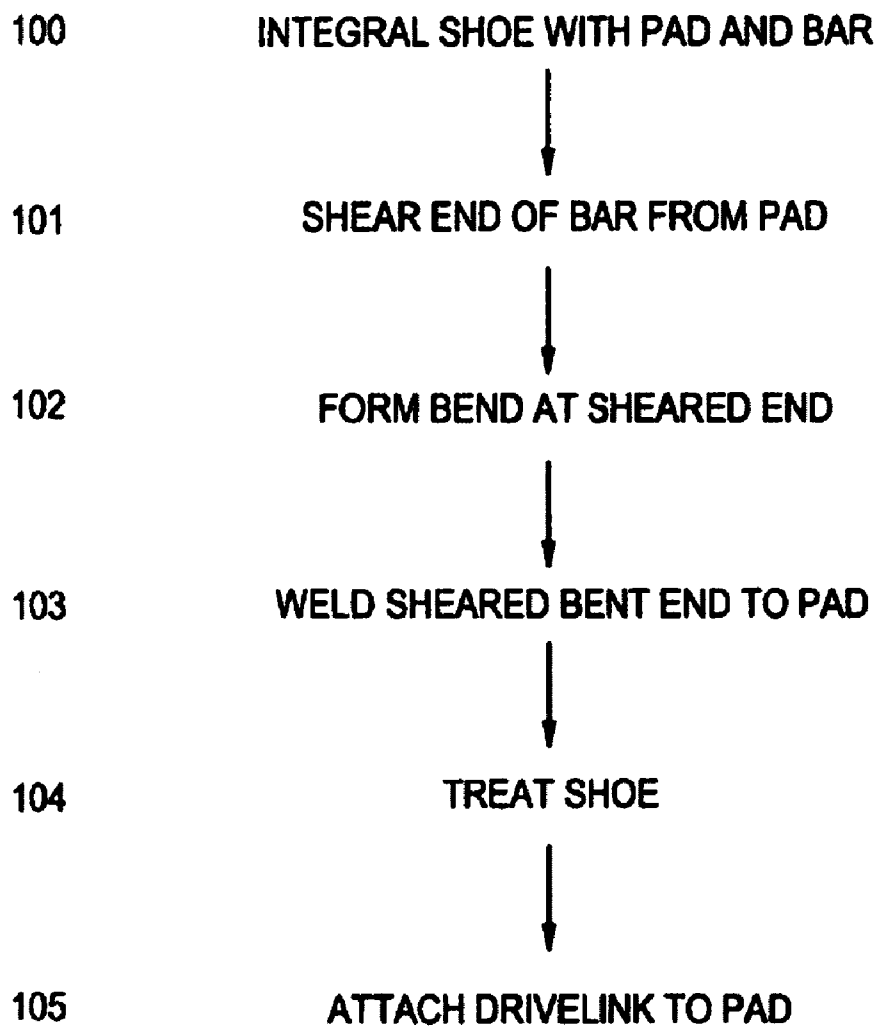 100 INTEGRAL SHOE WITH PAD AND BAR
101 SHEAR END OF BAR FROM PAD
102 FORM BEND AT SHEARED END
103 WELD SHEARED BENT END TO PAD
104 TREAT SHOE
105 ATTACH DRIVELINK TO PAD